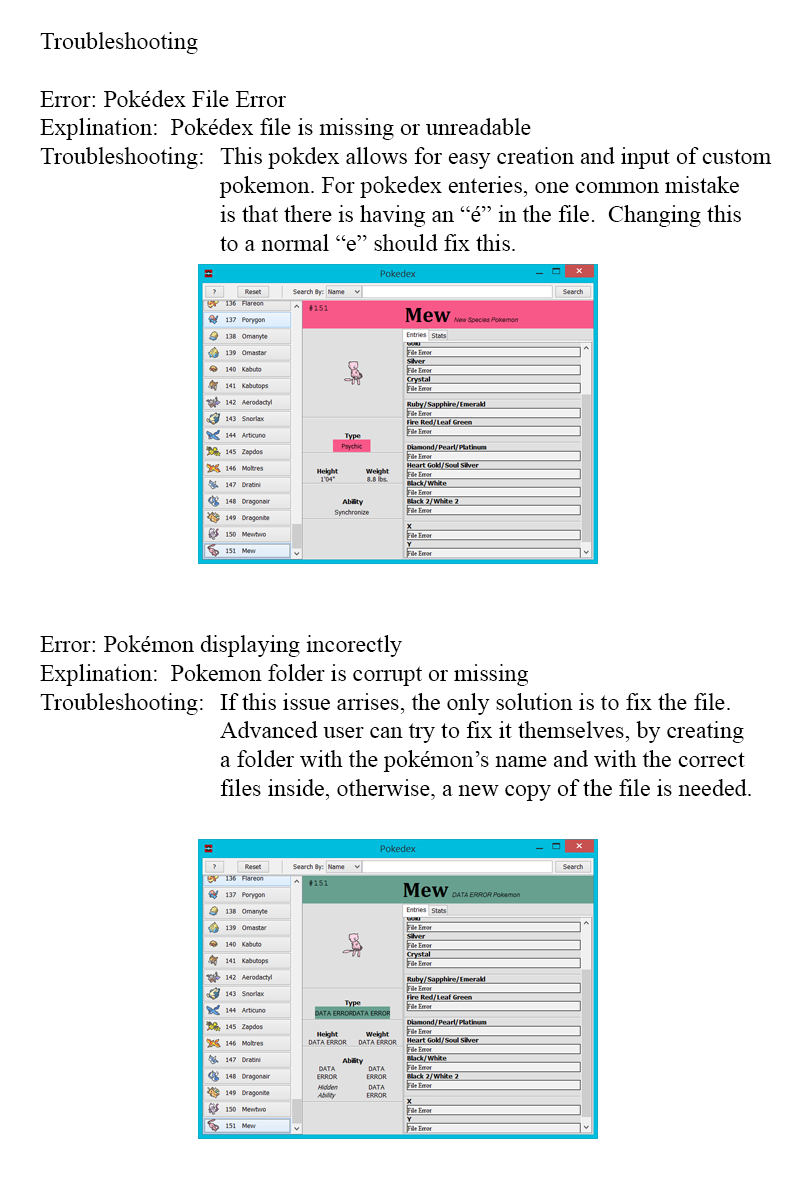 Troubleshooting
Error: Pokédex File Error
Explination: Pokédex file is missing or unreadable
Troubleshooting: This pokdex allows for easy creation and input of custom
pokemon. For pokedex enteries, one common mistake
is that there is having an “é” in the file. Changing this
to a normal “e” should fix this.
Pokedex
? Reset Search By: Name Search
136 Flareon
137 Porygon
138 Omanyte
139 Omastar
140 Kabuto
141 Kabutops
142 Aerodactyl
143 Snorlax
144 Articuno
145 Zapdos
146 Moltres
147 Dratini
148 Dragonair
149 Dragonite
150 Mewtwo
151 Mew
#151
Mew New Species Pokemon
Type
Psychic
Height Weight
1'04" 8.8 lbs.
Ability
Synchronize
Entries Stats
Gold
File Error
Silver
File Error
Crystal
File Error
Ruby/Sapphire/Emerald
File Error
Fire Red/Leaf Green
File Error
Diamond/Pearl/Platinum
File Error
Heart Gold/Soul Silver
File Error
Black/White
File Error
Black 2/White 2
File Error
X
File Error
Y
File Error
Error: Pokémon displaying incorectly
Explination: Pokemon folder is corrupt or missing
Troubleshooting: If this issue arrises, the only solution is to fix the file.
Advanced user can try to fix it themselves, by creating
a folder with the pokémon’s name and with the correct
files inside, otherwise, a new copy of the file is needed.
Pokedex
? Reset Search By: Name Search
136 Flareon
137 Porygon
138 Omanyte
139 Omastar
140 Kabuto
141 Kabutops
142 Aerodactyl
143 Snorlax
144 Articuno
145 Zapdos
146 Moltres
147 Dratini
148 Dragonair
149 Dragonite
150 Mewtwo
151 Mew
#151
Mew DATA ERROR Pokemon
Type
DATA ERRORDATA ERROR
Height Weight
DATA ERROR DATA ERROR
Ability
DATA DATA
ERROR ERROR
Hidden DATA
Ability ERROR
Entries Stats
Gold
File Error
Silver
File Error
Crystal
File Error
Ruby/Sapphire/Emerald
File Error
Fire Red/Leaf Green
File Error
Diamond/Pearl/Platinum
File Error
Heart Gold/Soul Silver
File Error
Black/White
File Error
Black 2/White 2
File Error
X
File Error
Y
File Error